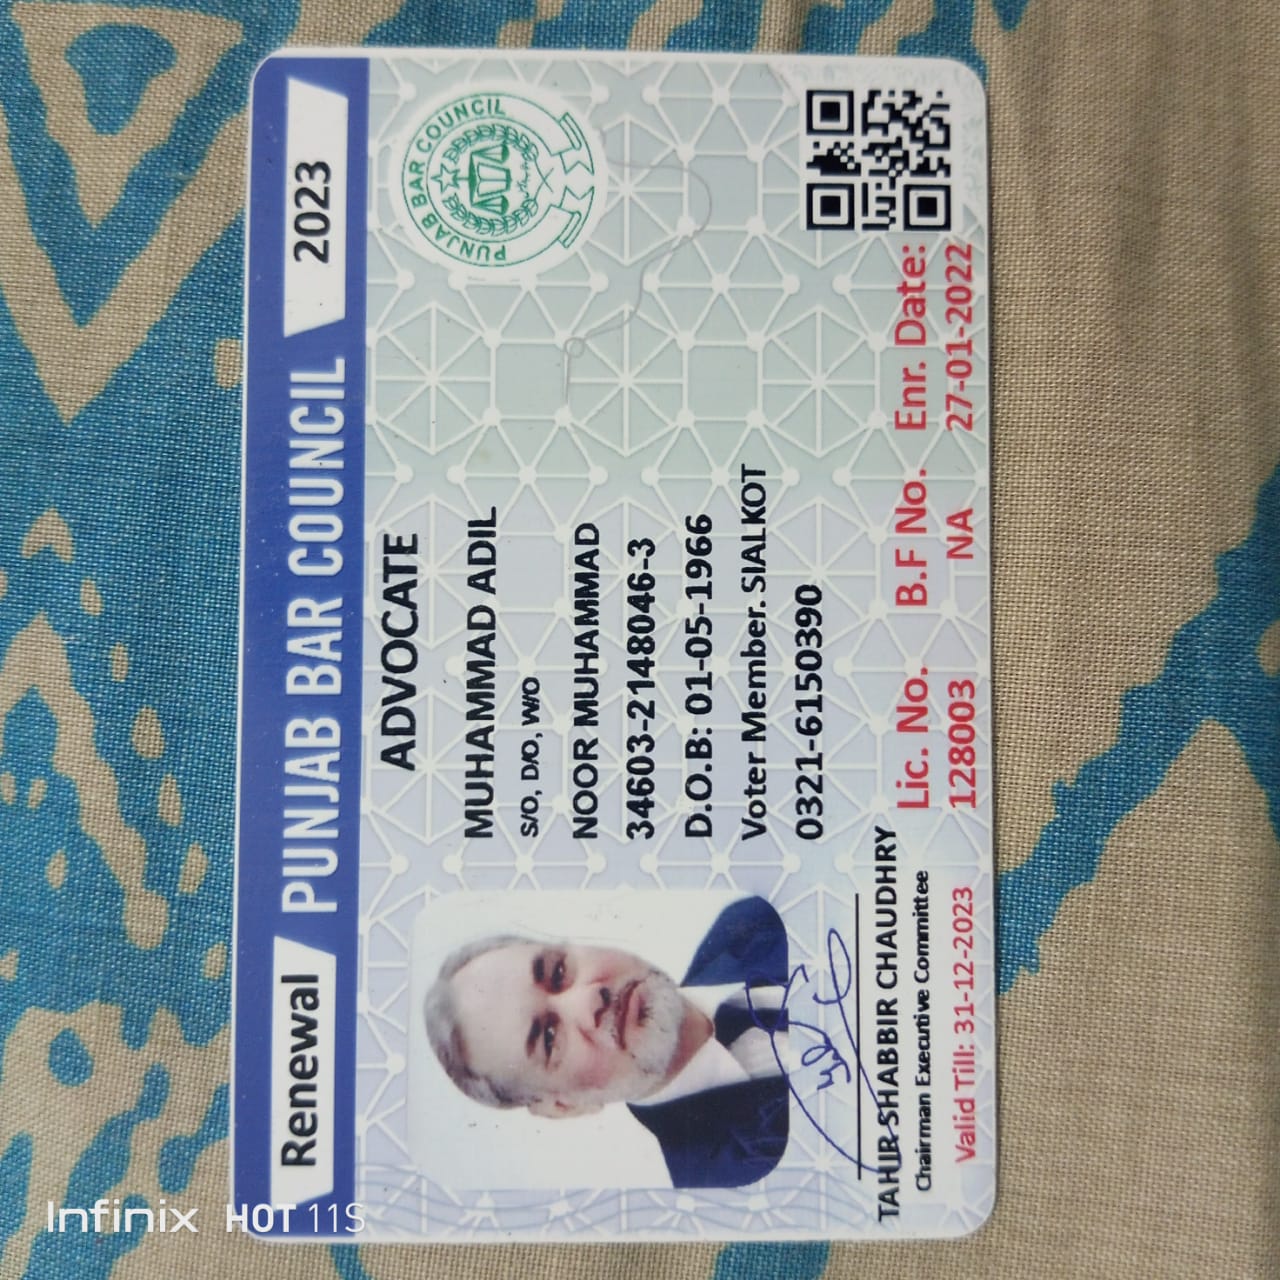 Renewal
PUNJAB BAR COUNCIL
2023
ADVOCATE
PUNJAB BAR COUNCIL
MUHAMMAD ADIL
S/O, D/O, W/O
NOOR MUHAMMAD
34603-2148046-3
D.O.B: 01-05-1966
Voter Member. SIALKOT
0321-6150390
TAHIR SHABBIR CHAUDHRY
Chairman Executive Committee
Valid Till: 31-12-2023
Lic. No. B.F No. Enr. Date:
128003 NA 27-01-2022
Infinix HOT 11S